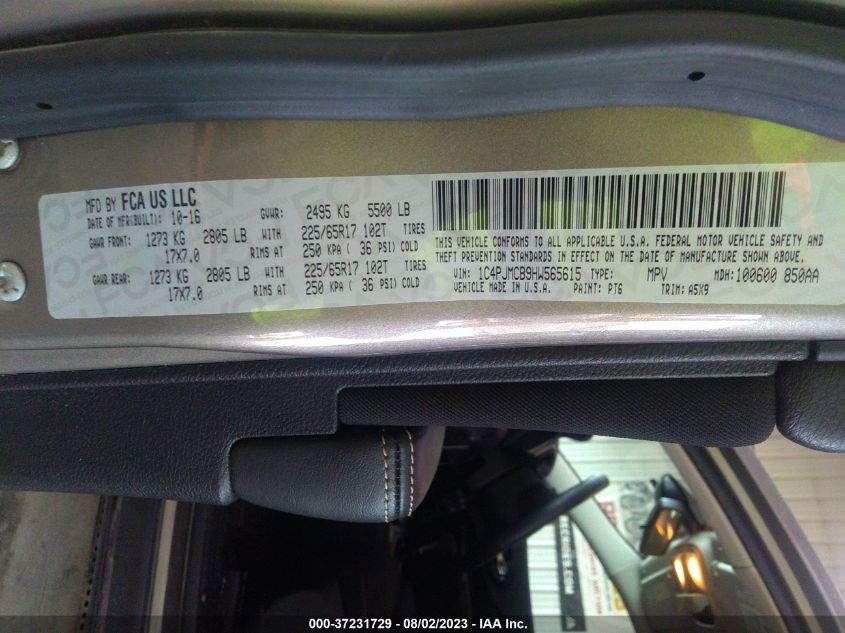 MFD BY FCA US LLC
DATE OF MFR(BUILT): 10-16 GVWR: 2495 KG 5500 LB
GAWR FRONT: 1273 KG 2805 LB WITH 225/65R17 102T TIRES
17X7.0 RIMS AT 250 KPA ( 36 PSI) COLD
GAWR REAR: 1273 KG 2805 LB WITH 225/65R17 102T TIRES
17X7.0 RIMS AT 250 KPA ( 36 PSI) COLD
THIS VEHICLE CONFORMS TO ALL APPLICABLE U.S.A. FEDERAL MOTOR VEHICLE SAFETY AND
THEFT PREVENTION STANDARDS IN EFFECT ON THE DATE OF MANUFACTURE SHOWN ABOVE.
VIN: 1C4PJMCB9HW565615 TYPE: MPV MDH: 100600 850AA
VEHICLE MADE IN U.S.A. PAINT: PT6 TRIM: A5X9
000-37231729 - 08/02/2023 - IAA Inc.